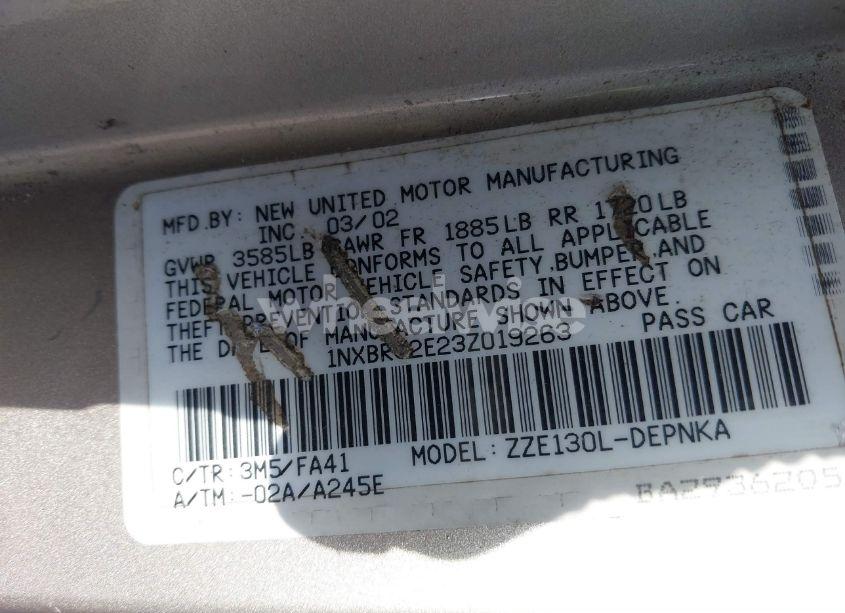 MFD.BY: NEW UNITED MOTOR MANUFACTURING
INC. 03/02
GVWR 3585LB GAWR FR 1885LB RR 1720LB
THIS VEHICLE CONFORMS TO ALL APPLICABLE
FEDERAL MOTOR VEHICLE SAFETY,BUMPER,AND
THEFT PREVENTION STANDARDS IN EFFECT ON
THE DATE OF MANUFACTURE SHOWN ABOVE.
2E23Z019263 PASS CAR
C/TR:3M5/FA41 MODEL: ZZE130L-DEPNKA
A/TM:-02A/A245E
BA2936205